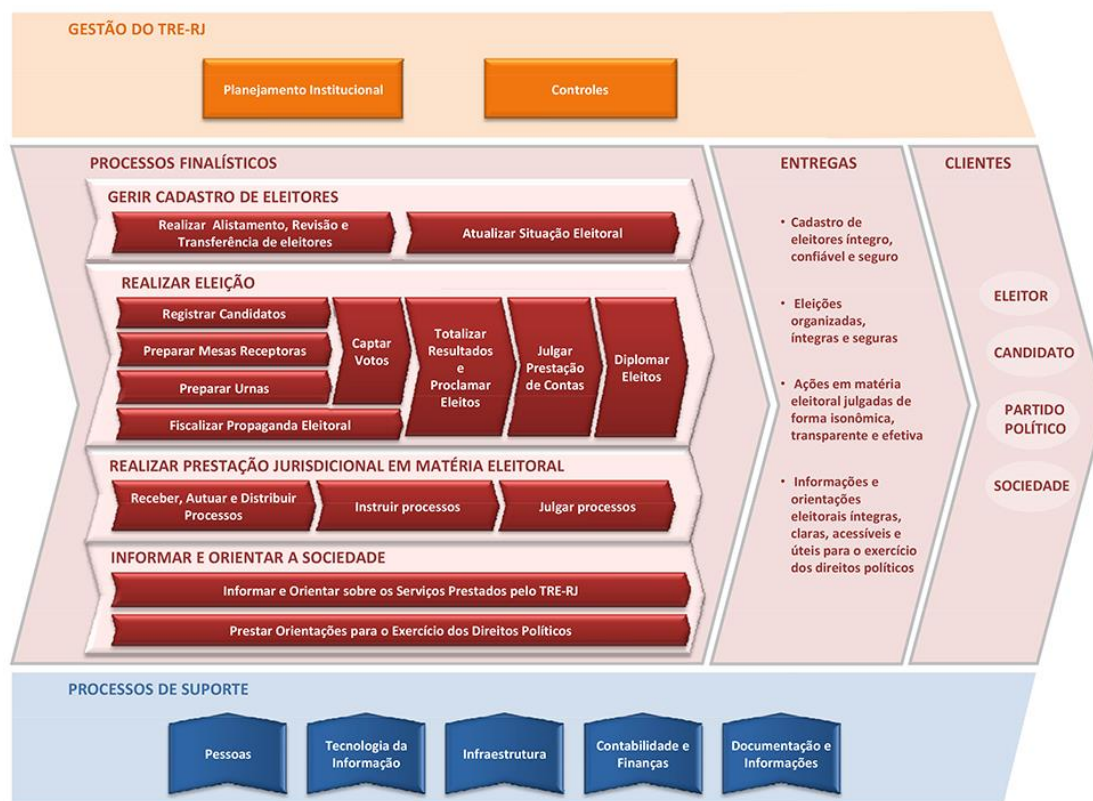 GESTÃO DO TRE-RJ
Planejamento Institucional
Controles
PROCESSOS FINALÍSTICOS
GERIR CADASTRO DE ELEITORES
Realizar Alistamento, Revisão e
Transferência de eleitores
Atualizar Situação Eleitoral
REALIZAR ELEIÇÃO
Registrar Candidatos
Preparar Mesas Receptoras
Preparar Urnas
Fiscalizar Propaganda Eleitoral
Captar
Votos
Totalizar
Resultados
e
Proclamar
Eleitos
Julgar
Prestação
de Contas
Diplomar
Eleitos
REALIZAR PRESTAÇÃO JURISDICIONAL EM MATÉRIA ELEITORAL
Receber, Autuar e Distribuir
Processos
Instruir processos
Julgar processos
INFORMAR E ORIENTAR A SOCIEDADE
Informar e Orientar sobre os Serviços Prestados pelo TRE-RJ
Prestar Orientações para o Exercício dos Direitos Políticos
ENTREGAS
• Cadastro de
eleitores íntegro,
confiável e seguro
• Eleições
organizadas,
íntegras e seguras
• Ações em matéria
eleitoral julgadas de
forma isonômica,
transparente e efetiva
• Informações e
orientações
eleitorais íntegras,
claras, acessíveis e
úteis para o exercício
dos direitos políticos
CLIENTES
ELEITOR
CANDIDATO
PARTIDO
POLÍTICO
SOCIEDADE
PROCESSOS DE SUPORTE
Pessoas
Tecnologia da
Informação
Infraestrutura
Contabilidade e
Finanças
Documentação e
Informações